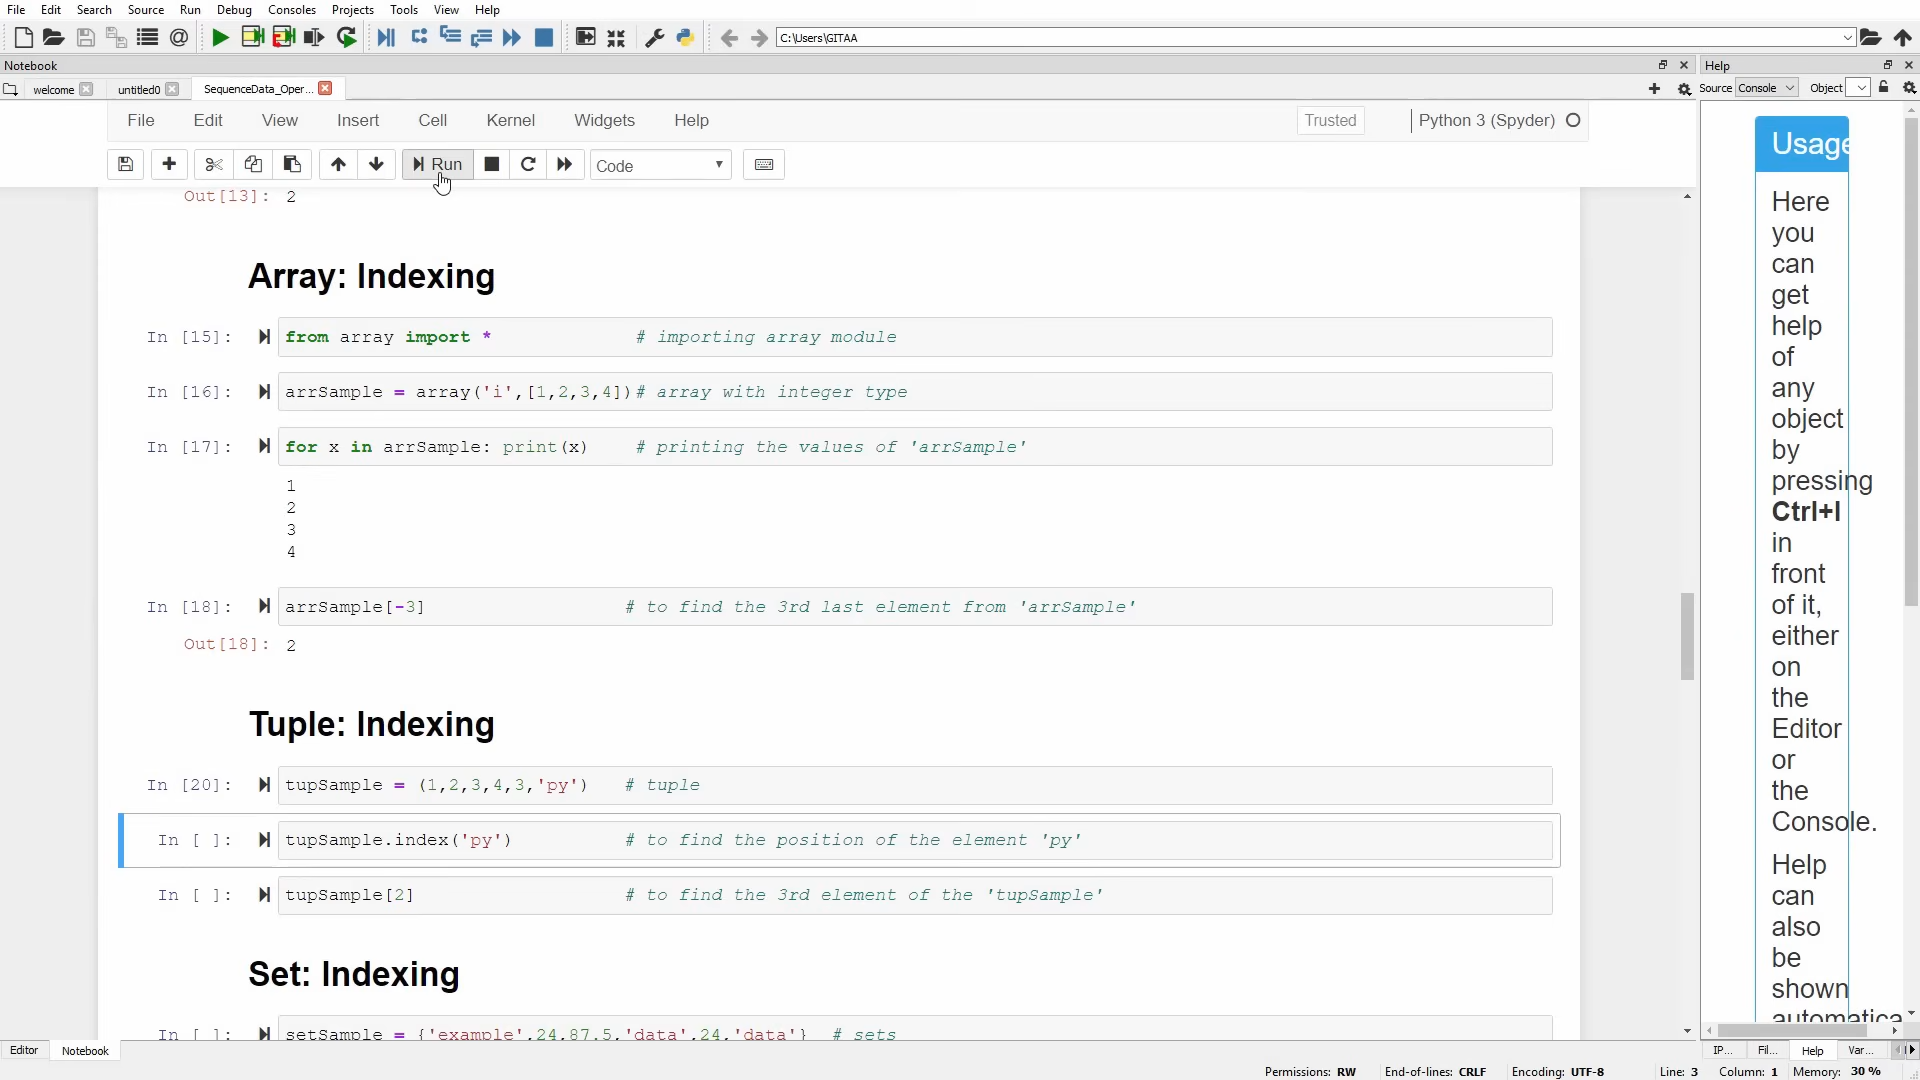 File Edit Search Source Run Debug Consoles Projects Tools View Help
C:\Users\GITAA
Notebook
Help
welcome untitled0 SequenceData_Oper...
Source Console Object
File Edit View Insert Cell Kernel Widgets Help Trusted Python 3 (Spyder)
Run Code
Out[13]: 2
Array: Indexing
In [15]: from array import * # importing array module
In [16]: arrSample = array('i',[1,2,3,4])# array with integer type
In [17]: for x in arrSample: print(x) # printing the values of 'arrSample'
1
2
3
4
In [18]: arrSample[-3] # to find the 3rd last element from 'arrSample'
Out[18]: 2
Tuple: Indexing
In [20]: tupSample = (1,2,3,4,3,'py') # tuple
In [ ]: tupSample.index('py') # to find the position of the element 'py'
In [ ]: tupSample[2] # to find the 3rd element of the 'tupSample'
Set: Indexing
In [ ]: setSample = {'example',24,87.5,'data',24,'data'} # sets
Usage
Here
you
can
get
help
of
any
object
by
pressing
Ctrl+I
in
front
of it,
either
on
the
Editor
or
the
Console.
Help
can
also
be
shown
automatica
Editor Notebook
IP... Fil... Help Var...
Permissions: RW End-of-lines: CRLF Encoding: UTF-8 Line: 3 Column: 1 Memory: 30 %